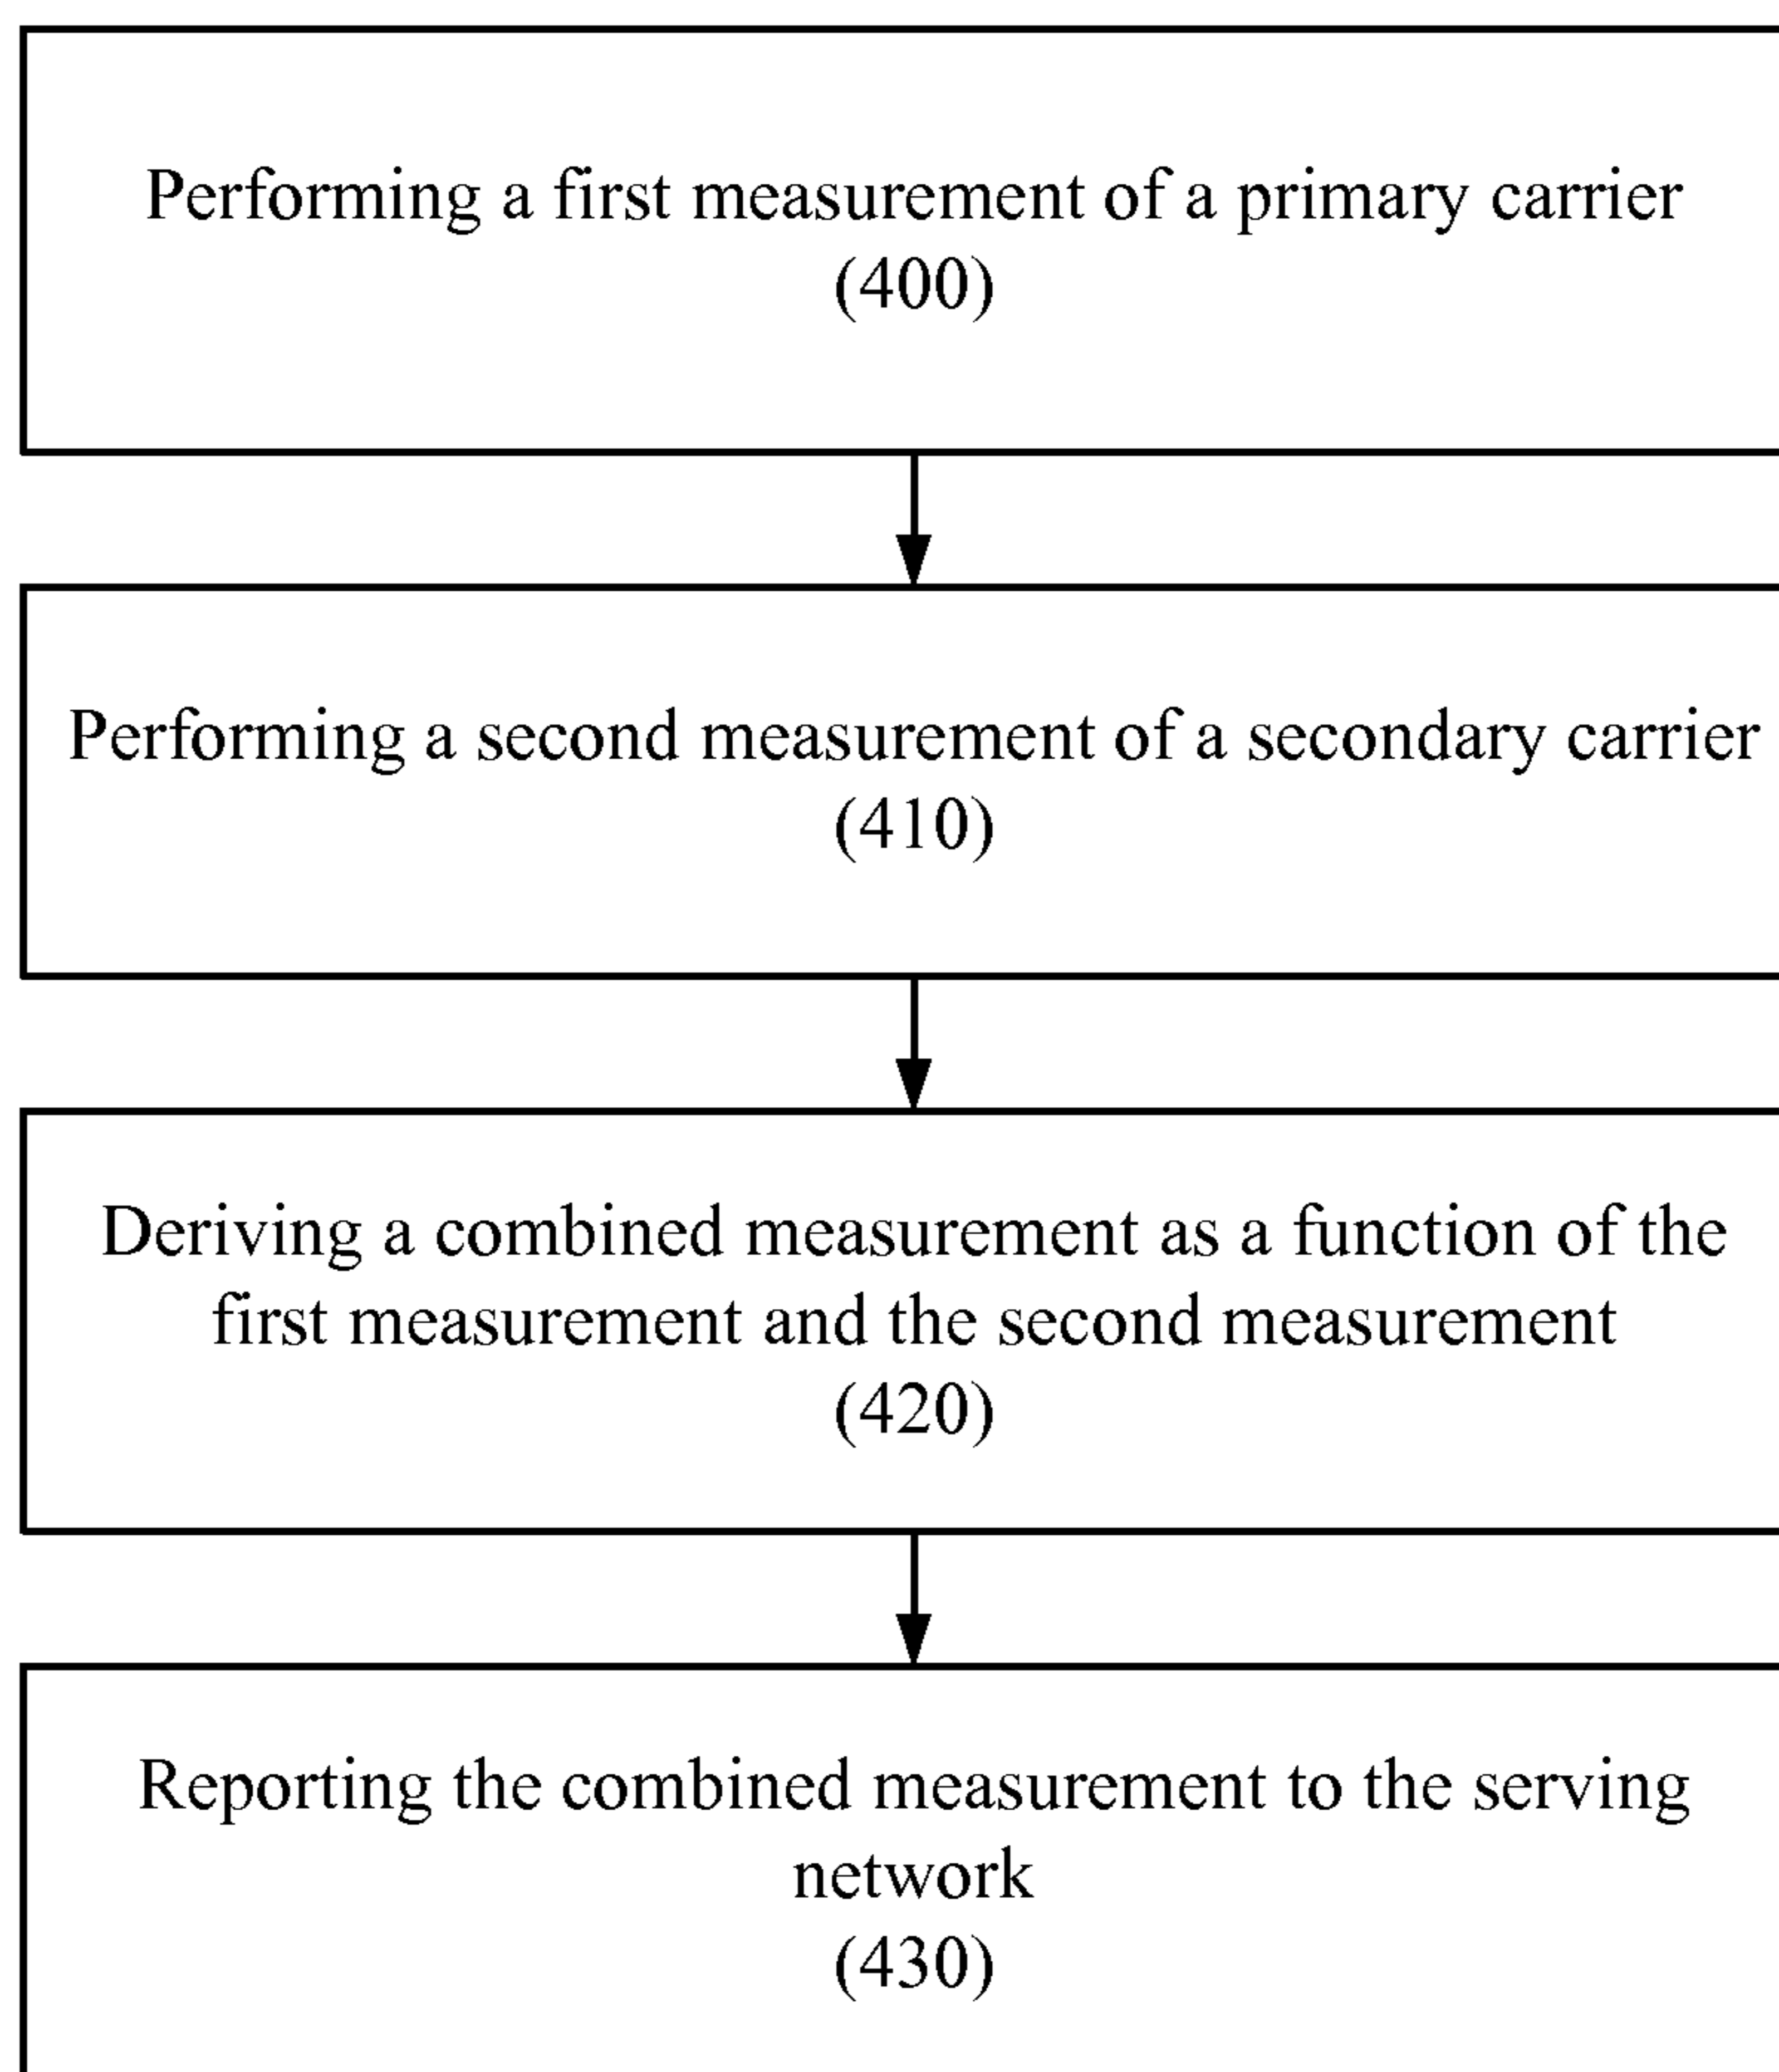 Performing a first measurement of a primary carrier
(400)
Performing a second measurement of a secondary carrier
(410)
Deriving a combined measurement as a function of the
first measurement and the second measurement
(420)
Reporting the combined measurement to the serving
network
(430)